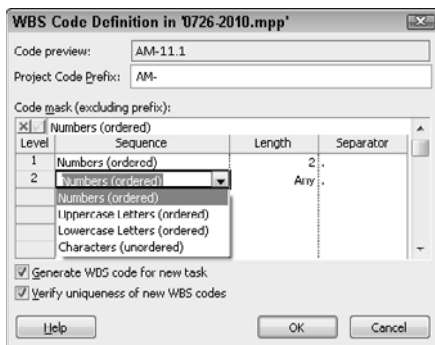 WBS Code Definition in '0726-2010.mpp'
Code preview: AM-11.1
Project Code Prefix: AM-
Code mask (excluding prefix):
Numbers (ordered)
Level Sequence Length Separator
1 Numbers (ordered) 2 .
2 Numbers (ordered) Any .
Numbers (ordered)
Uppercase Letters (ordered)
Lowercase Letters (ordered)
Characters (unordered)
Generate WBS code for new task
Verify uniqueness of new WBS codes
Help OK Cancel